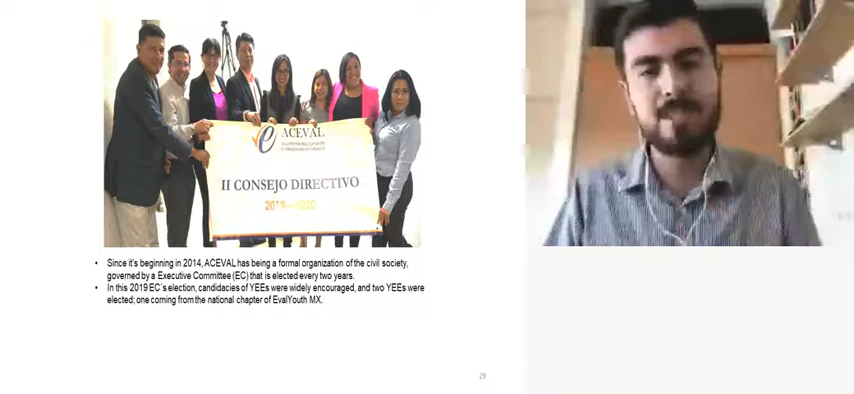 ACEVAL
II CONSEJO DIRECTIVO
• Since it's beginning in 2014, ACEVAL has being a formal organization of the civil society,
governed by a Executive Committee (EC) that is elected every two years.
• In this 2019 EC´s election, candidacies of YEEs were widely encouraged, and two YEEs were
elected; one coming from the national chapter of EvalYouth MX.
29